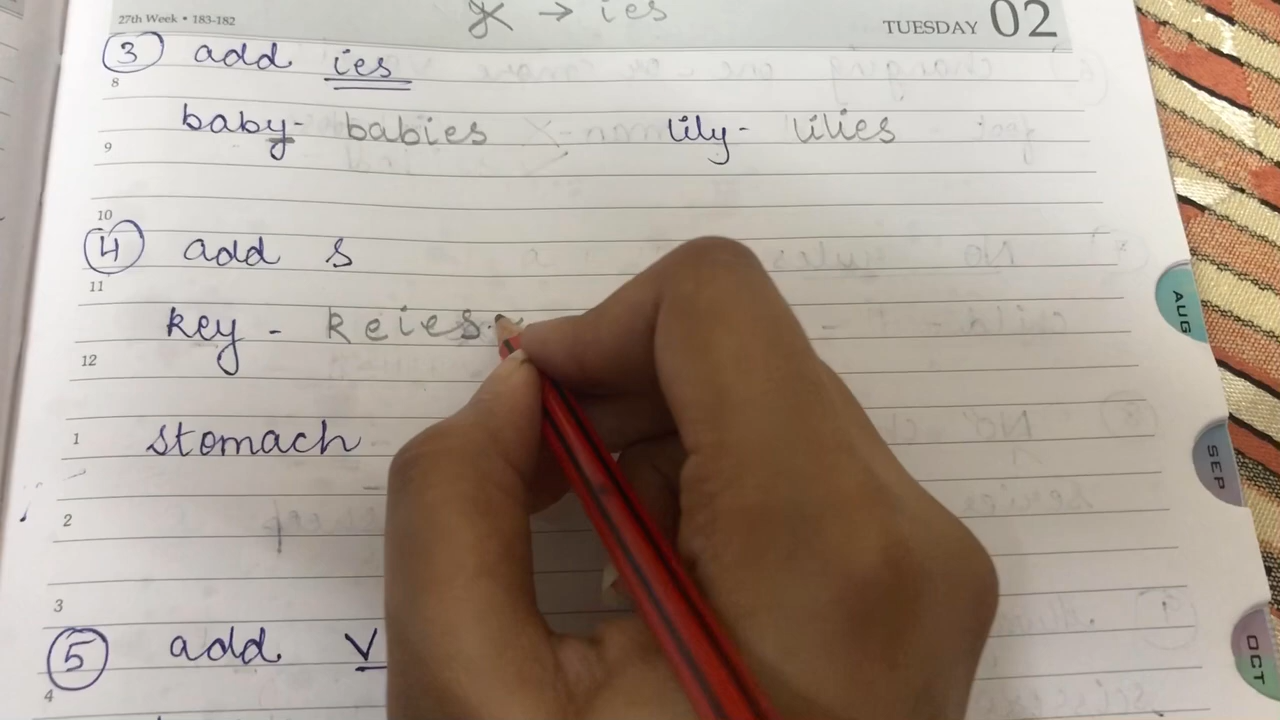 27th Week • 183-182
y → ies
TUESDAY 02
3 add ies
8
baby- babies lily- lilies
9
10
4 add s
11
key - keies
12
AUG
1 stomach
SEP
2
3
5 add v
OCT
4